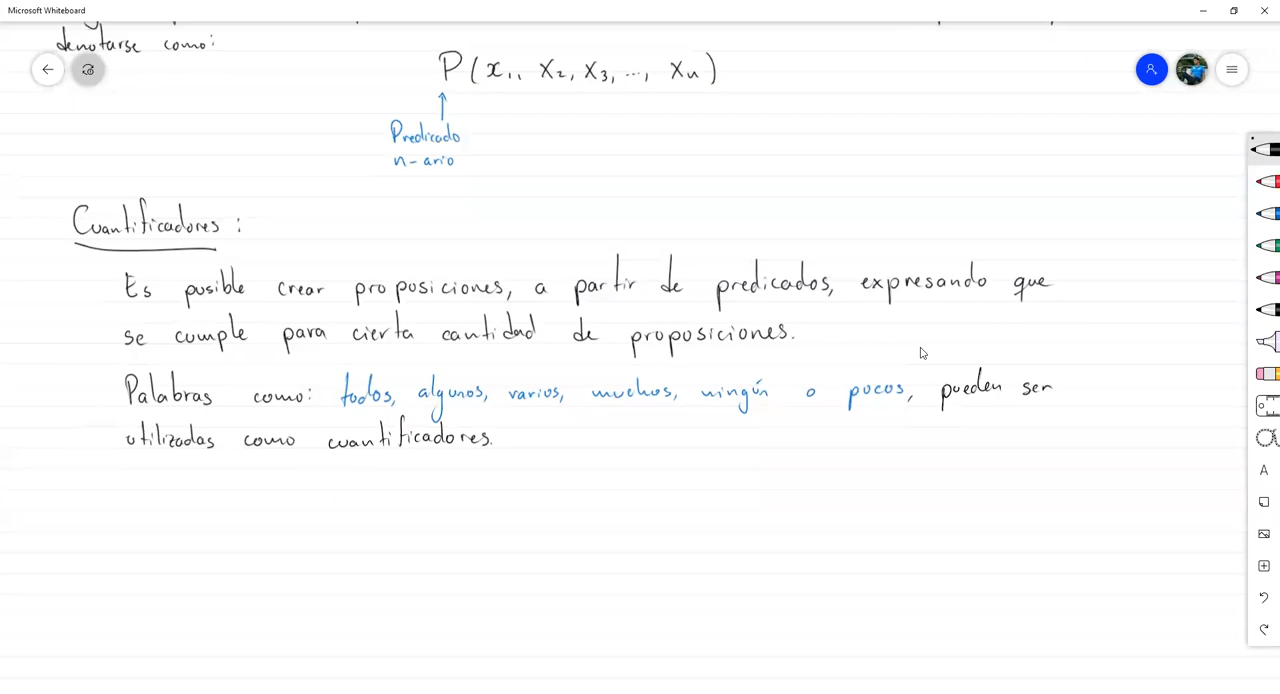 Microsoft Whiteboard
denotarse como:
P(x₁, x₂, x₃, ..., xₙ)
Predicado
n-ario
Cuantificadores:
Es posible crear proposiciones, a partir de predicados, expresando que
se cumple para cierta cantidad de proposiciones.
Palabras como: todos, algunos, varios, muchos, ningún o pocos, pueden ser
utilizadas como cuantificadores.
A